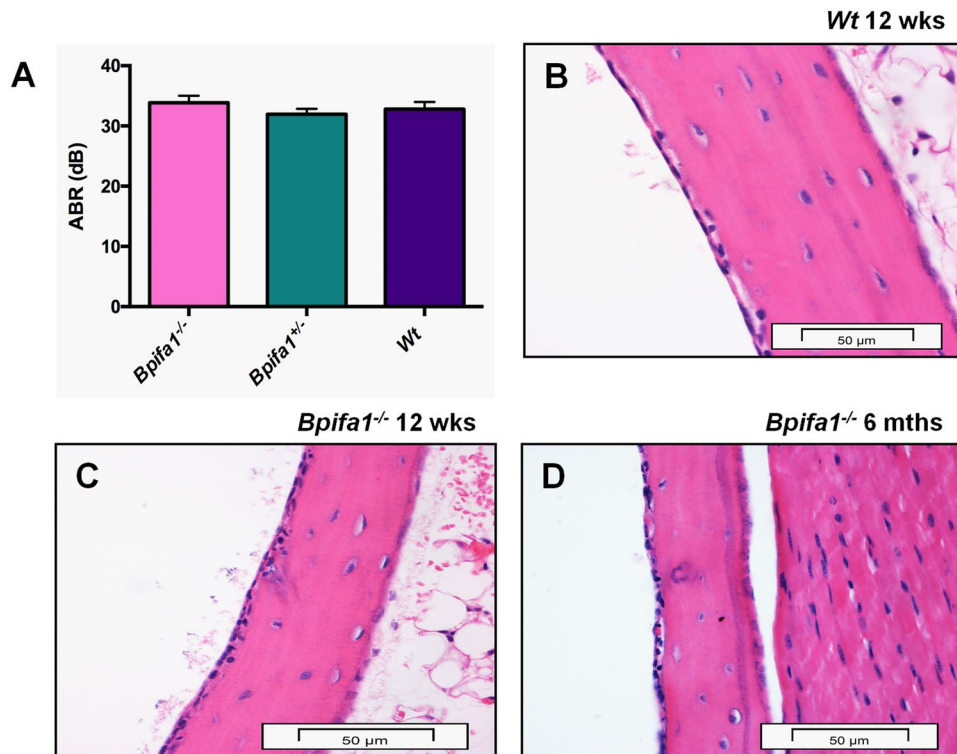 A
ABR (dB)
40
30
20
10
0
Bpifa1-/-
Bpifa1+/-
Wt
Wt 12 wks
B
50 µm
Bpifa1-/- 12 wks
C
50 µm
Bpifa1-/- 6 mths
D
50 µm